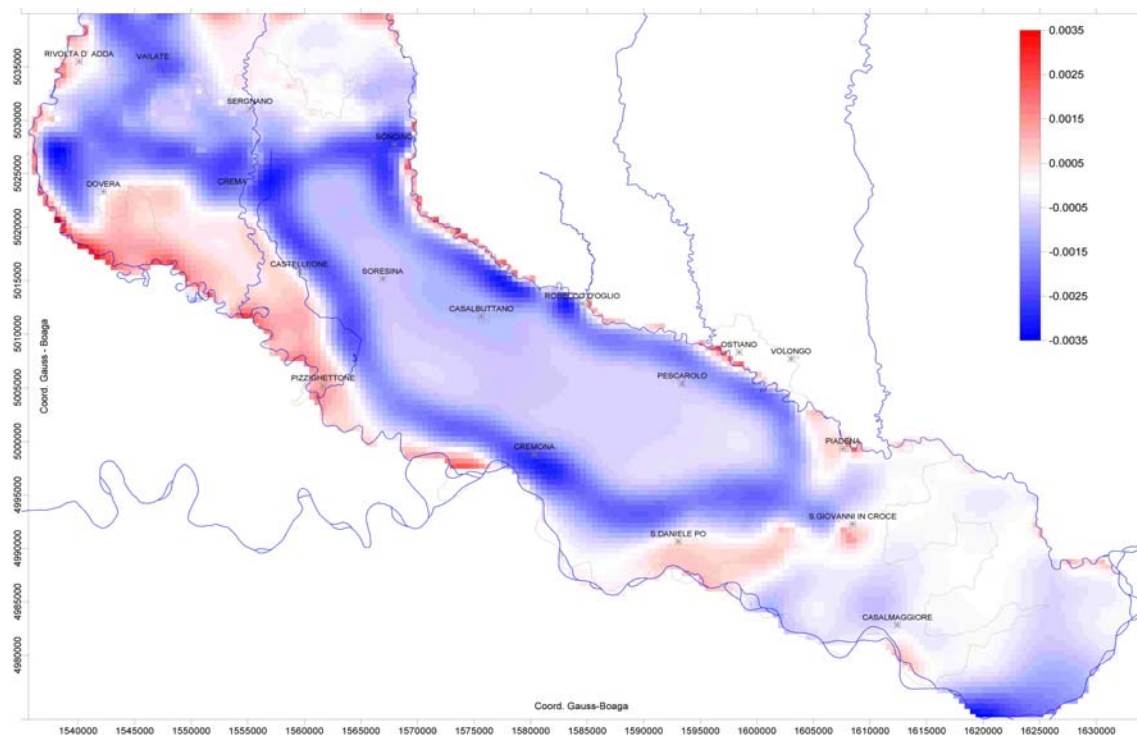 0.0035
0.0025
0.0015
0.0005
-0.0005
-0.0015
-0.0025
-0.0035
RIVOLTA D' ADDA
VAILATE
SERGNANO
SONCINO
CREMA
DOVERA
CASTELLEONE
SORESINA
CASALBUTTANO
ROBECCO D'OGLIO
OSTIANO
VOLONGO
PIZZIGHETTONE
PESCAROLO
CREMONA
PIADENA
S.GIOVANNI IN CROCE
S.DANIELE PO
CASALMAGGIORE
5035000
5030000
5025000
5020000
5015000
5010000
5005000
5000000
4995000
4990000
4985000
4980000
Coord. Gauss - Boaga
Coord. Gauss-Boaga
1540000 1545000 1550000 1555000 1560000 1565000 1570000 1575000 1580000 1585000 1590000 1595000 1600000 1605000 1610000 1615000 1620000 1625000 1630000